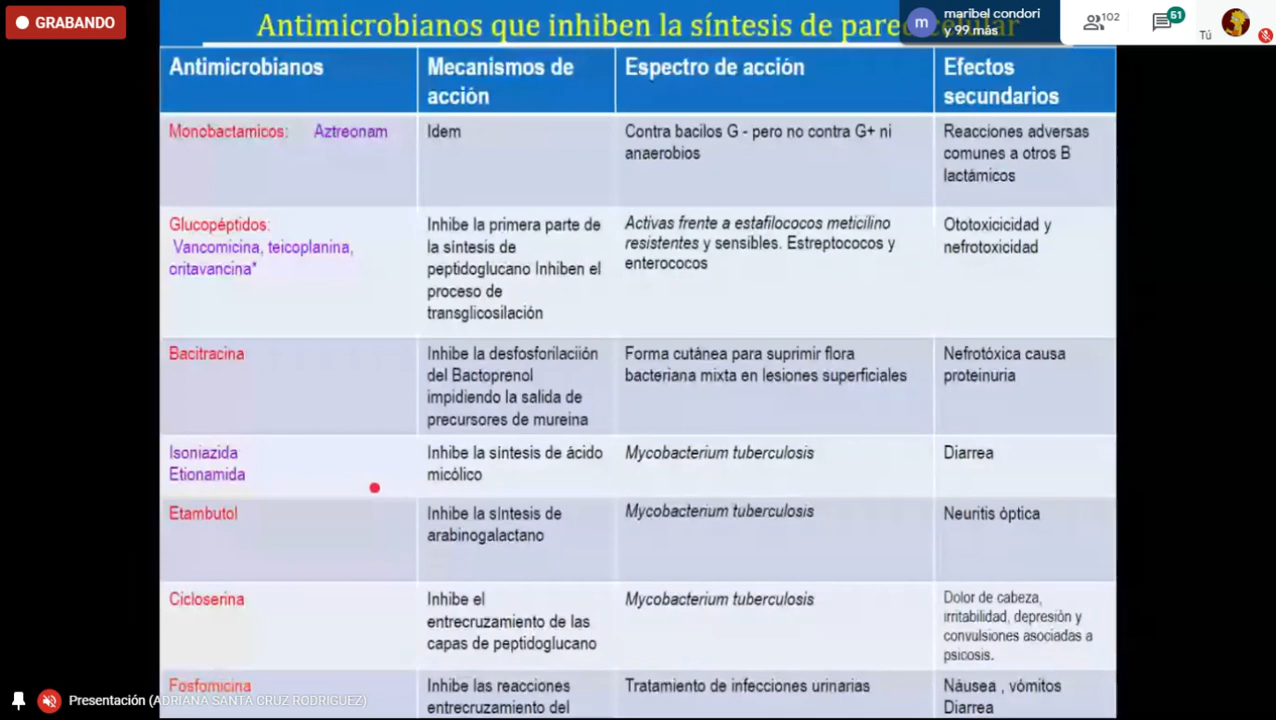 GRABANDO
Antimicrobianos que inhiben la síntesis de pared celular
maribel condori
y 99 más
m
102
51
Tú
Antimicrobianos
Mecanismos de
acción
Espectro de acción
Efectos
secundarios
Monobactamicos: Aztreonam
Idem
Contra bacilos G - pero no contra G+ ni
anaerobios
Reacciones adversas
comunes a otros B
lactámicos
Glucopéptidos:
Vancomicina, teicoplanina,
oritavancina*
Inhibe la primera parte de
la síntesis de
peptidoglucano Inhiben el
proceso de
transglicosilación
Activas frente a estafilococos meticilino
resistentes y sensibles. Estreptococos y
enterococos
Ototoxicicidad y
nefrotoxicidad
Bacitracina
Inhibe la desfosforilaciión
del Bactoprenol
impidiendo la salida de
precursores de mureina
Forma cutánea para suprimir flora
bacteriana mixta en lesiones superficiales
Nefrotóxica causa
proteinuria
Isoniazida
Etionamida
Inhibe la síntesis de ácido
micólico
Mycobacterium tuberculosis
Diarrea
Etambutol
Inhibe la síntesis de
arabinogalactano
Mycobacterium tuberculosis
Neuritis òptica
Cicloserina
Inhibe el
entrecruzamiento de las
capas de peptidoglucano
Mycobacterium tuberculosis
Dolor de cabeza,
irritabilidad, depresión y
convulsiones asociadas a
psicosis.
Fosfomicina
Inhibe las reacciones
entrecruzamiento del
Tratamiento de infecciones urinarias
Náusea , vómitos
Diarrea
Presentación (ADRIANA SANTA CRUZ RODRIGUEZ)